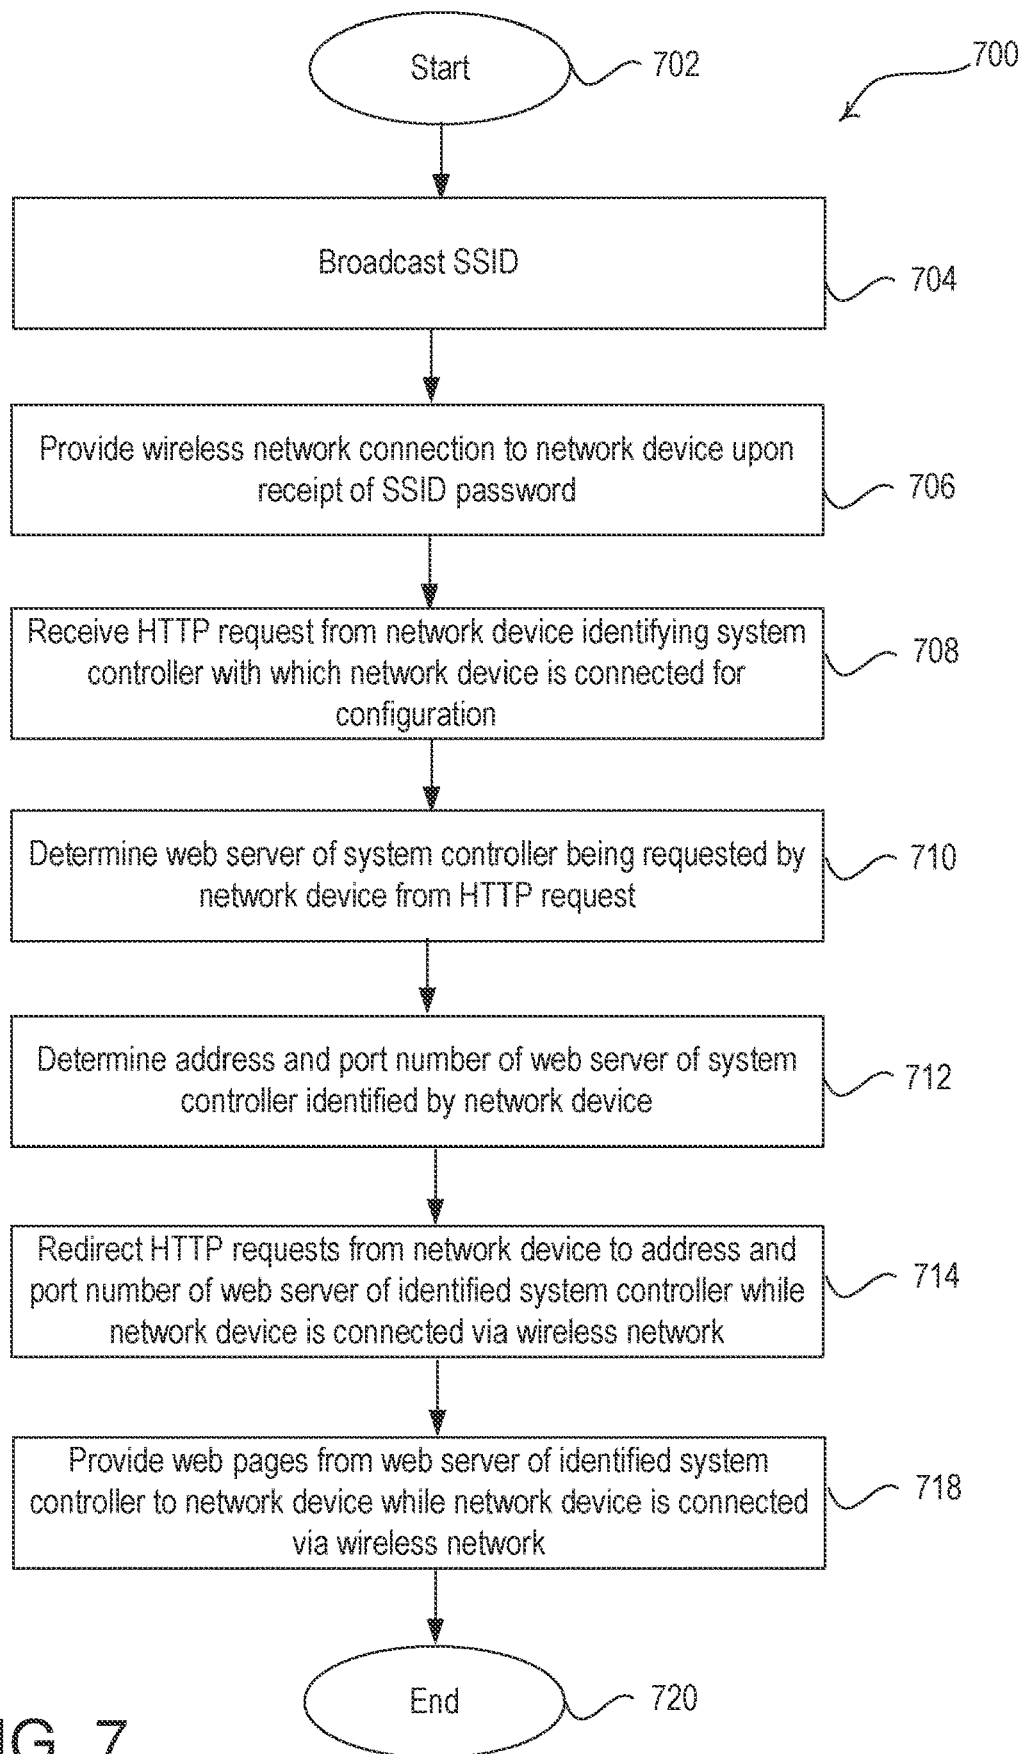 Start
702
700
Broadcast SSID
704
Provide wireless network connection to network device upon
receipt of SSID password
706
Receive HTTP request from network device identifying system
controller with which network device is connected for
configuration
708
Determine web server of system controller being requested by
network device from HTTP request
710
Determine address and port number of web server of system
controller identified by network device
712
Redirect HTTP requests from network device to address and
port number of web server of identified system controller while
network device is connected via wireless network
714
Provide web pages from web server of identified system
controller to network device while network device is connected
via wireless network
718
End
720
IG. 7